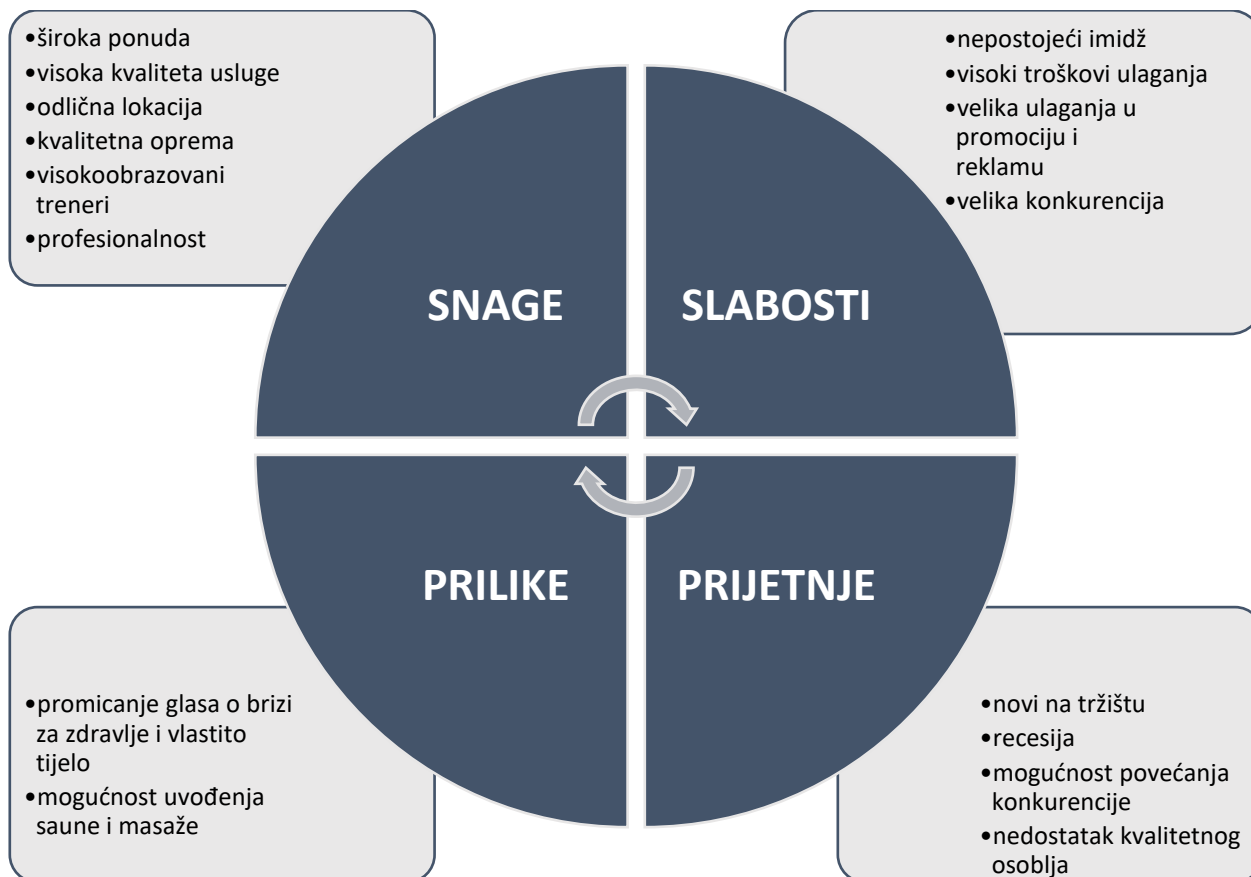 •široka ponuda
•visoka kvaliteta usluge
•odlična lokacija
•kvalitetna oprema
•visokoobrazovani
treneri
•profesionalnost
•nepostojeći imidž
•visoki troškovi ulaganja
•velika ulaganja u
promociju i
reklamu
•velika konkurencija
SNAGE
SLABOSTI
PRILIKE
PRIJETNJE
•promicanje glasa o brizi
za zdravlje i vlastito
tijelo
•mogućnost uvođenja
saune i masaže
•novi na tržištu
•recesija
•mogućnost povećanja
konkurencije
•nedostatak kvalitetnog
osoblja